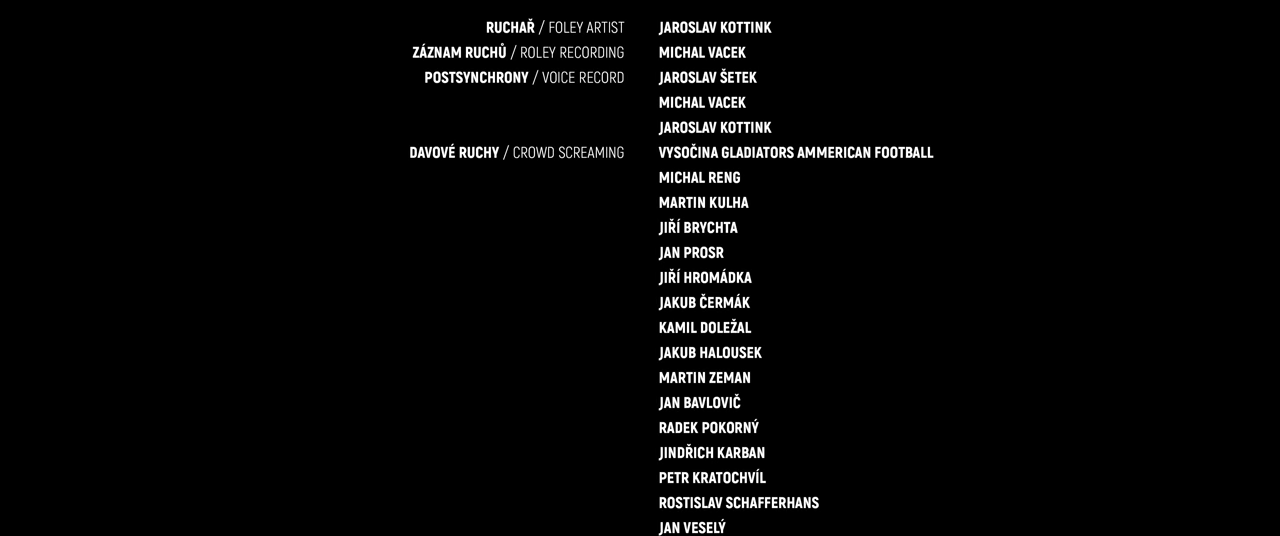 RUCHAŘ / FOLEY ARTIST JAROSLAV KOTTINK
ZÁZNAM RUCHŮ / ROLEY RECORDING MICHAL VACEK
POSTSYNCHRONY / VOICE RECORD JAROSLAV ŠETEK
MICHAL VACEK
JAROSLAV KOTTINK
DAVOVÉ RUCHY / CROWD SCREAMING VYSOČINA GLADIATORS AMMERICAN FOOTBALL
MICHAL RENG
MARTIN KULHA
JIŘÍ BRYCHTA
JAN PROSR
JIŘÍ HROMÁDKA
JAKUB ČERMÁK
KAMIL DOLEŽAL
JAKUB HALOUSEK
MARTIN ZEMAN
JAN BAVLOVIČ
RADEK POKORNÝ
JINDŘICH KARBAN
PETR KRATOCHVÍL
ROSTISLAV SCHAFFERHANS
JAN VESELÝ